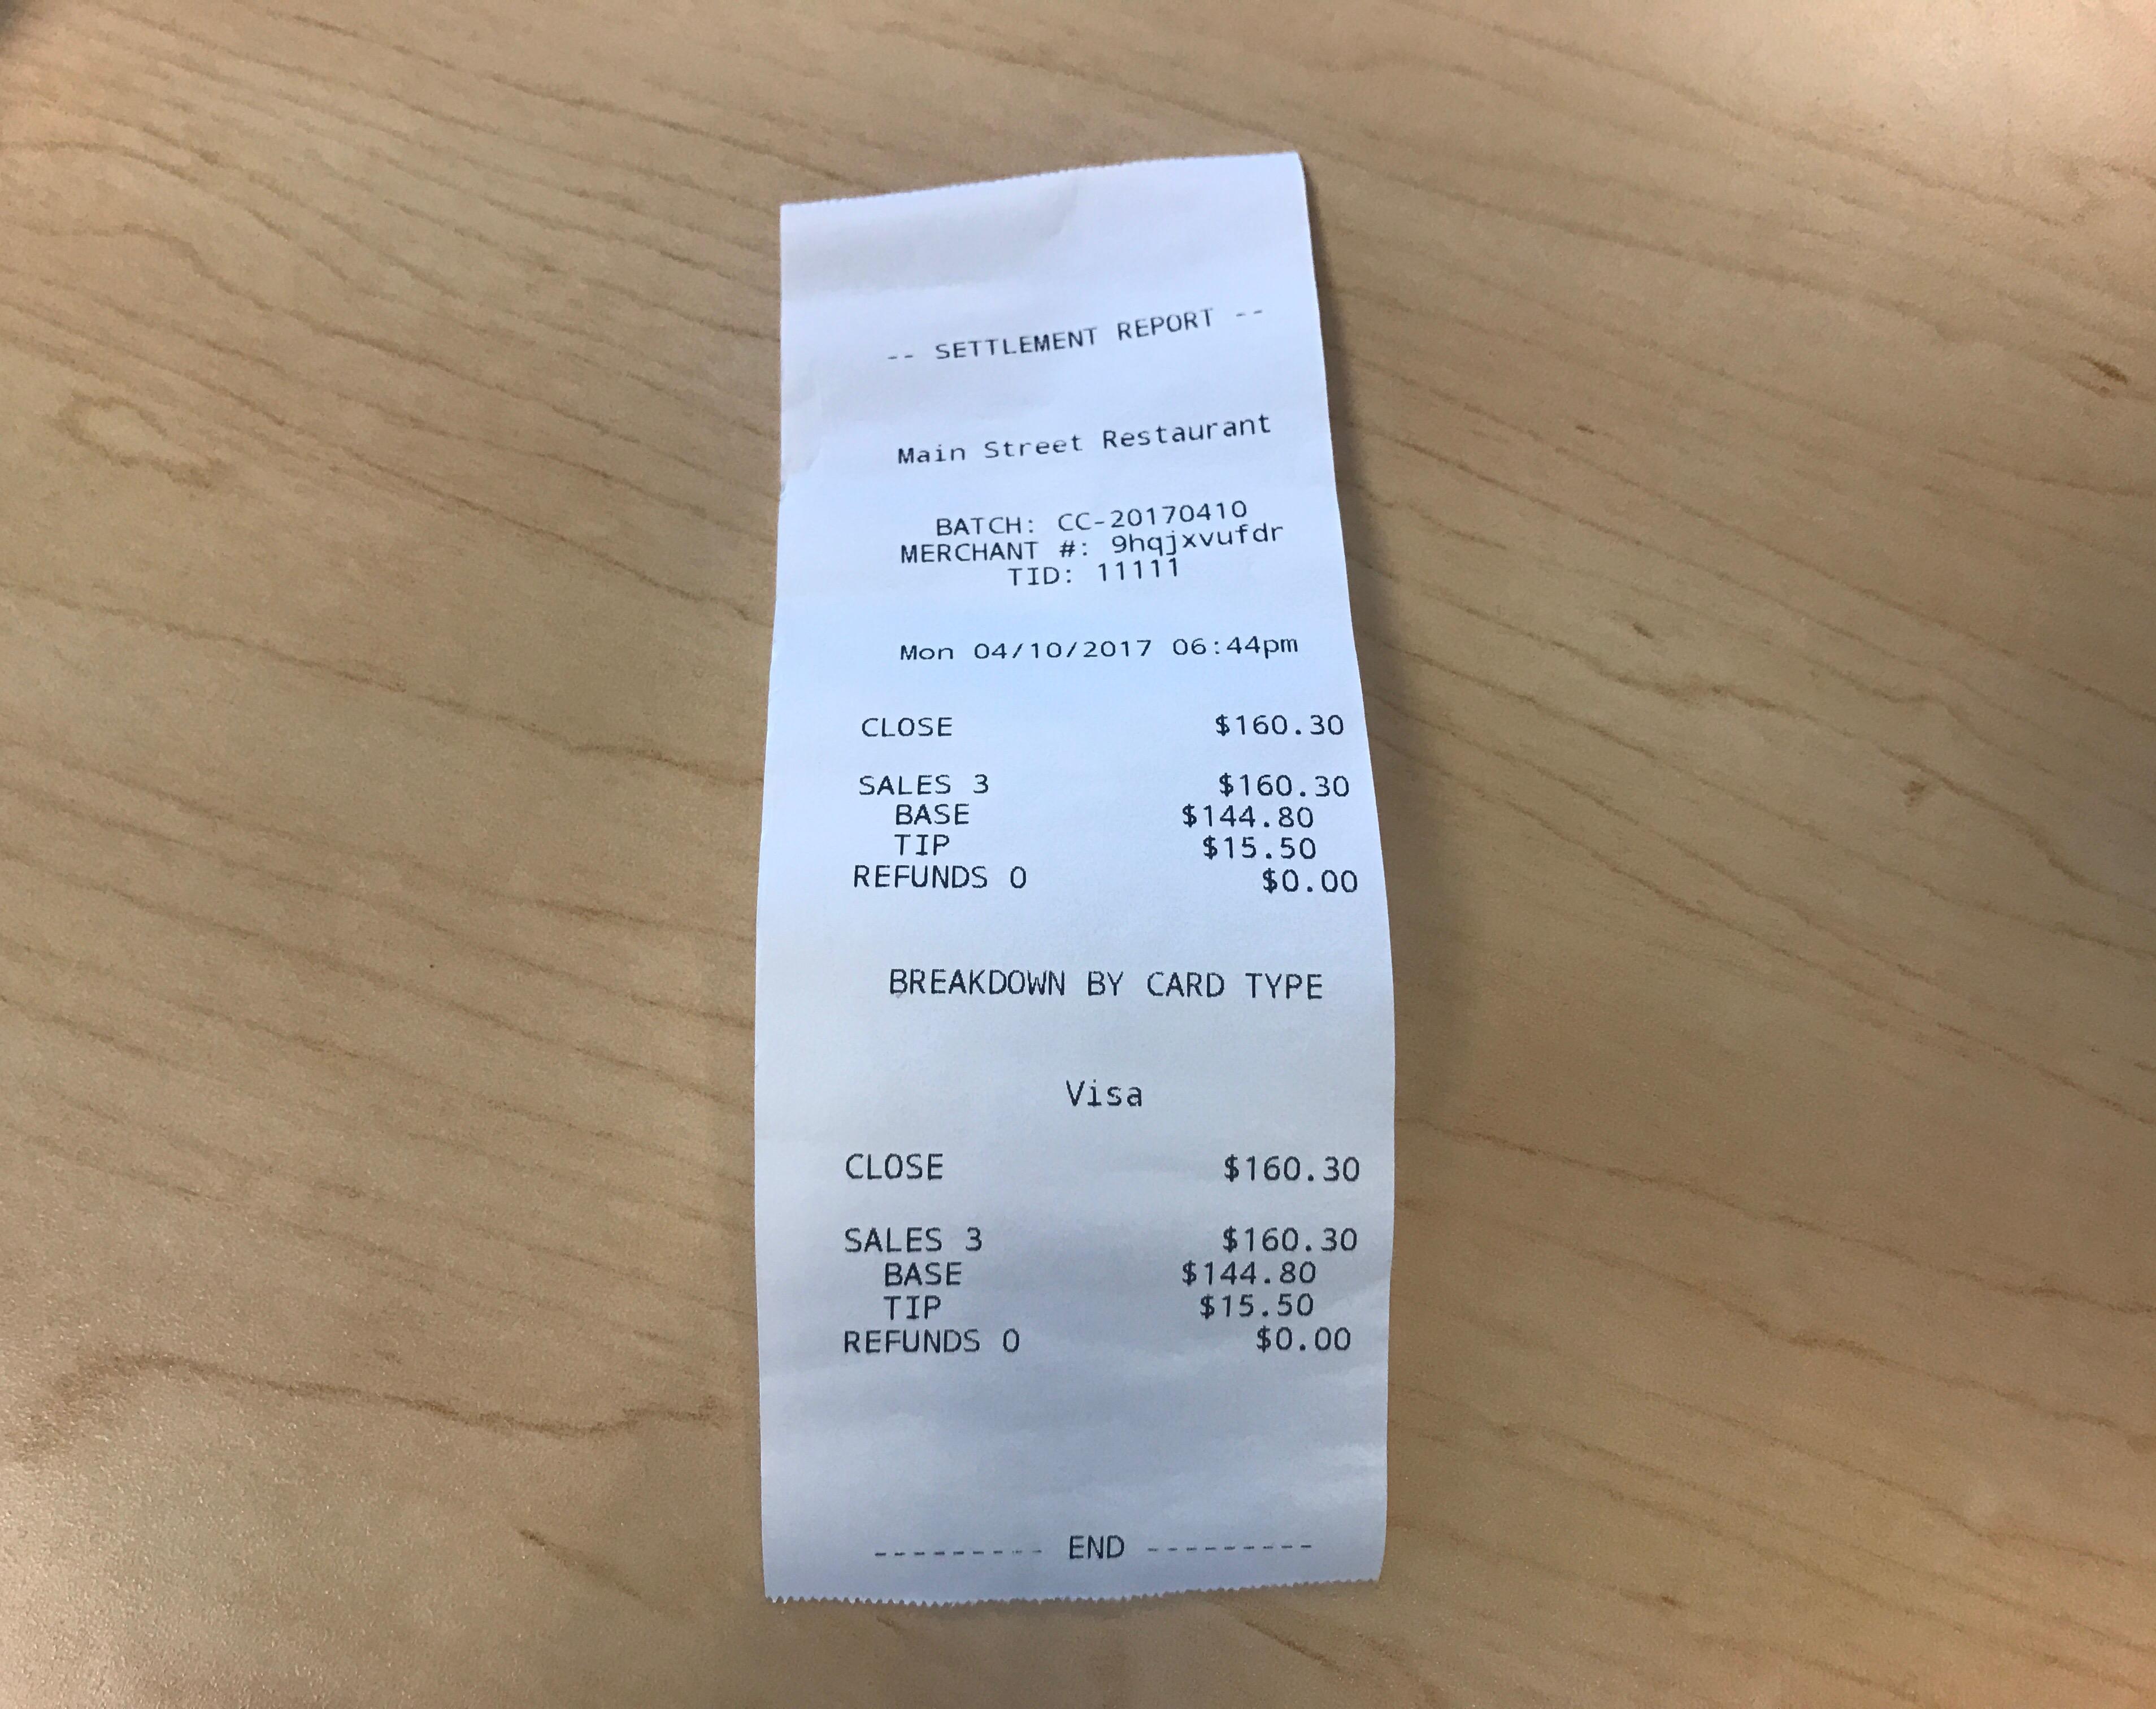 -- SETTLEMENT REPORT --
Main Street Restaurant
BATCH: CC-20170410
MERCHANT #: 9hqjxvufdr
TID: 11111
Mon 04/10/2017 06:44pm
CLOSE $160.30
SALES 3 $160.30
BASE $144.80
TIP $15.50
REFUNDS 0 $0.00
BREAKDOWN BY CARD TYPE
Visa
CLOSE $160.30
SALES 3 $160.30
BASE $144.80
TIP $15.50
REFUNDS 0 $0.00
--------- END ---------